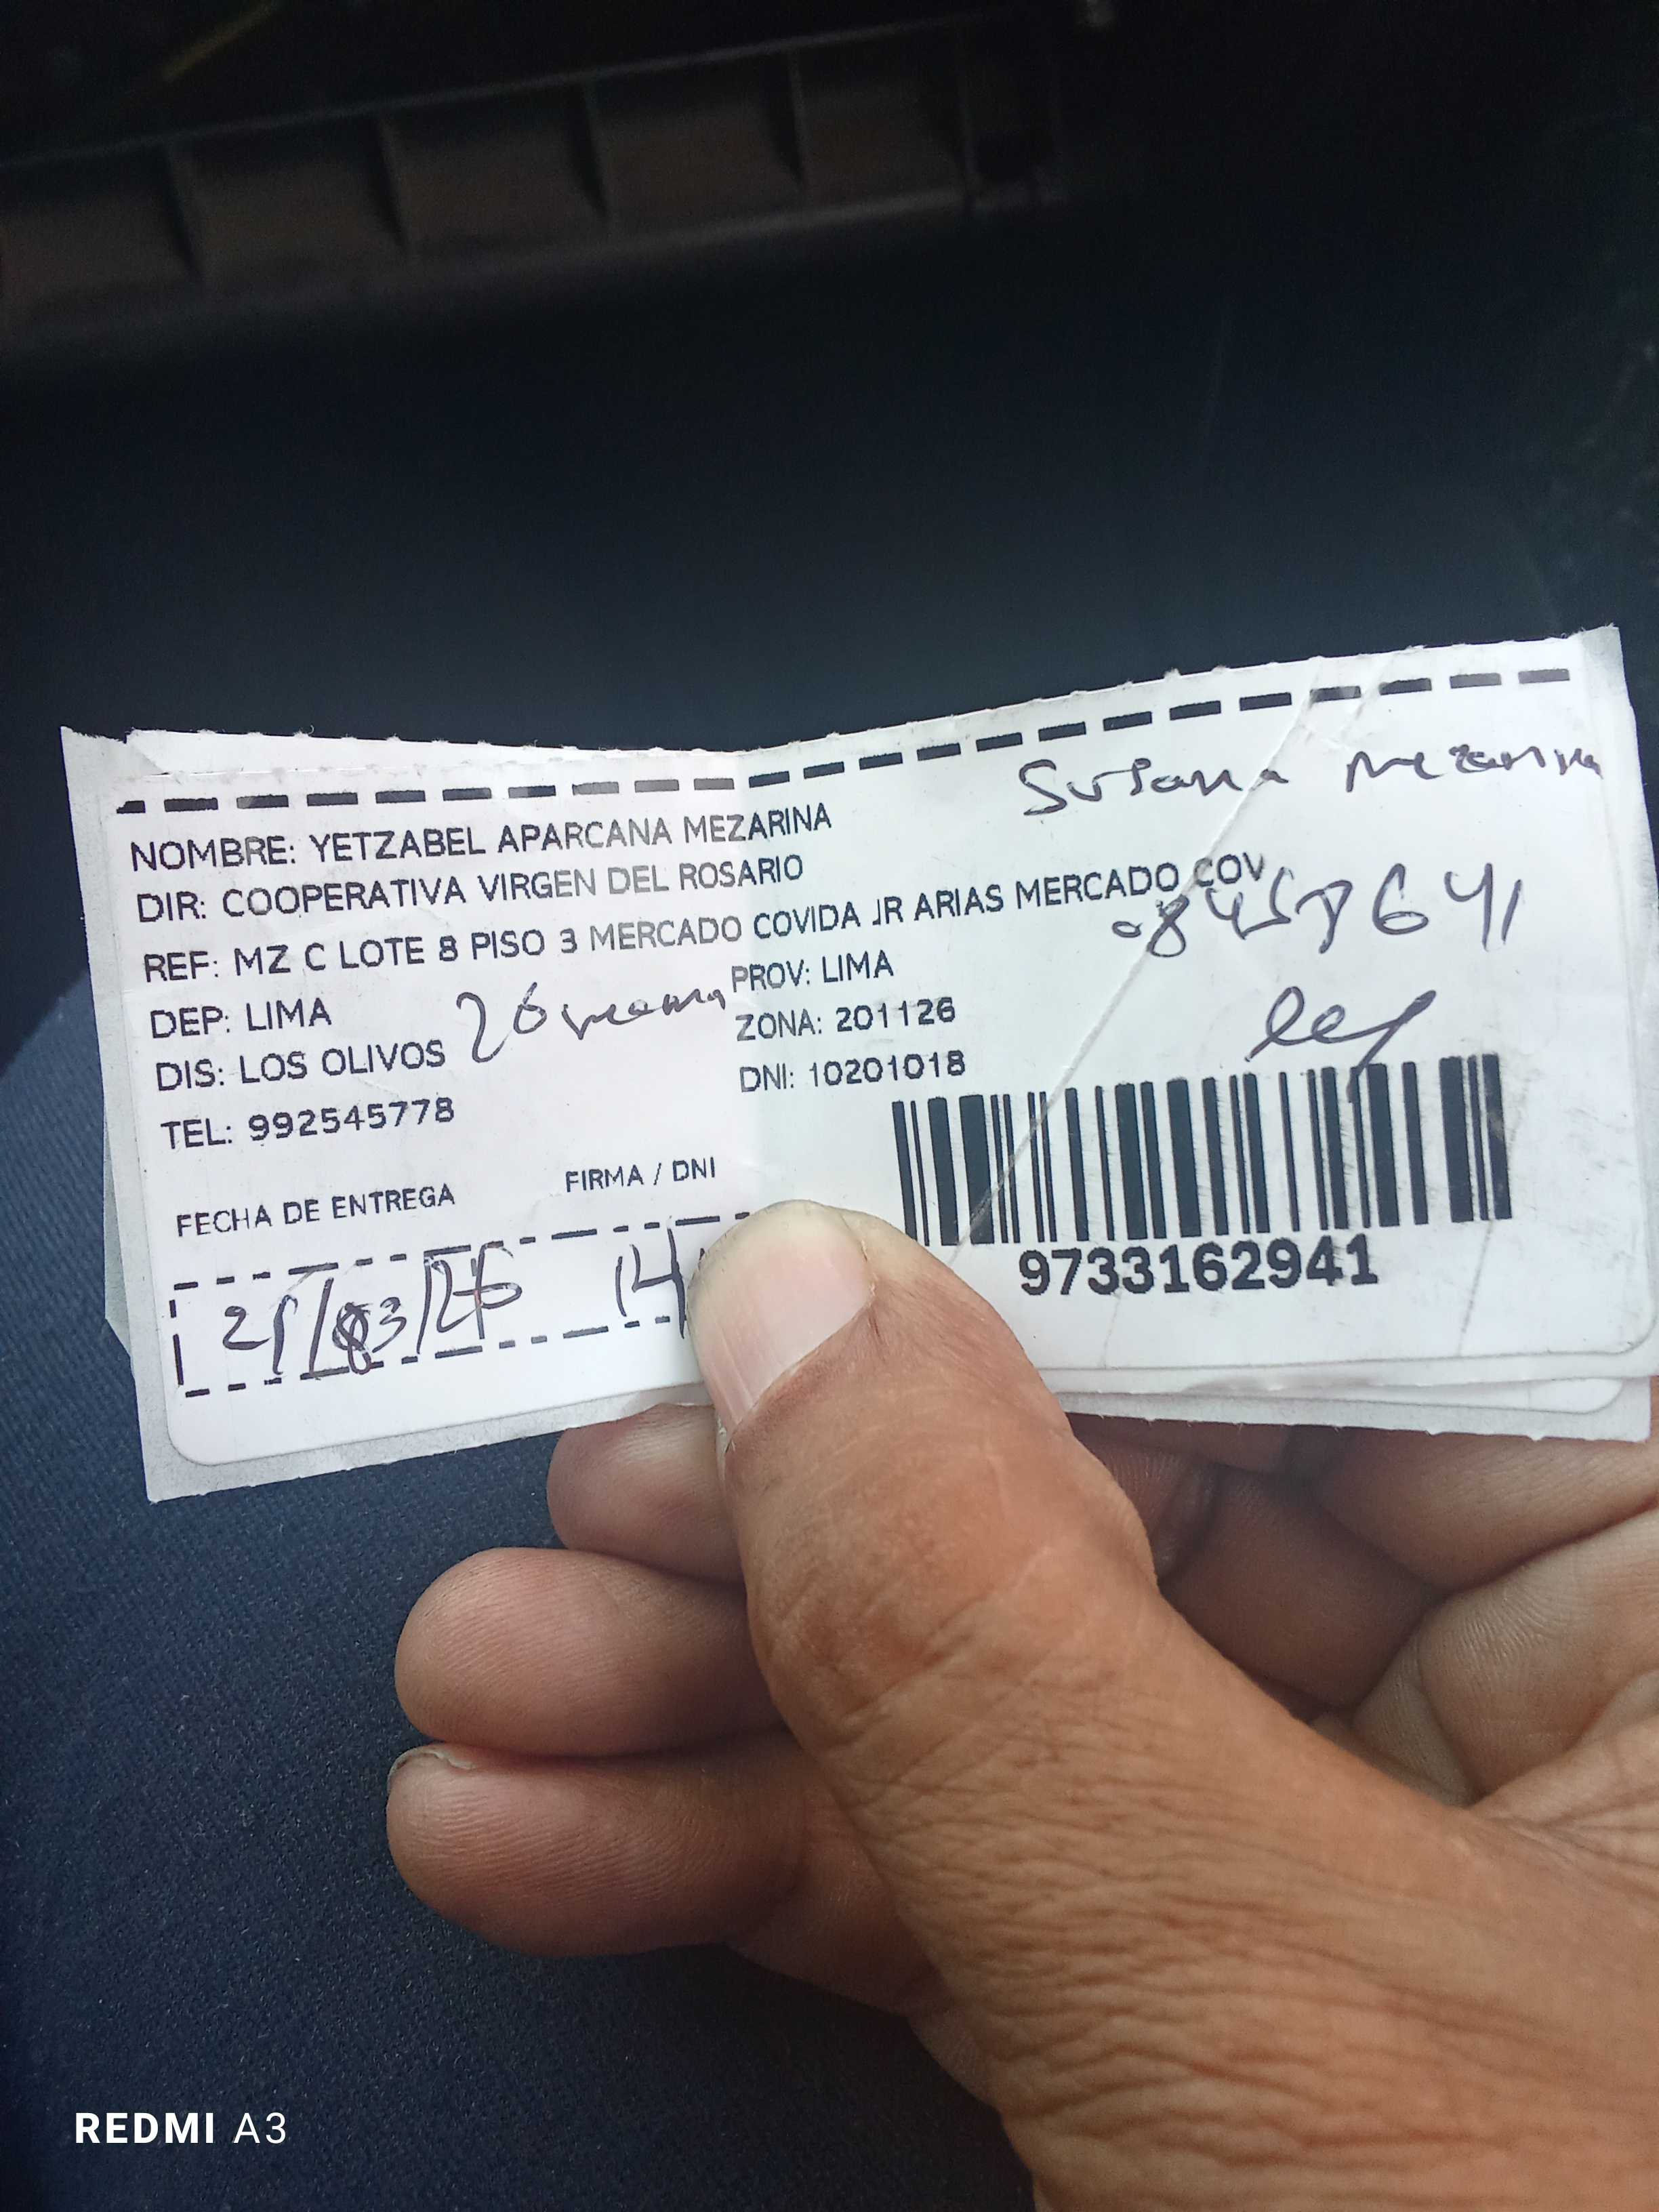 Susana Mezarina
NOMBRE: YETZABEL APARCANA MEZARINA
DIR: COOPERATIVA VIRGEN DEL ROSARIO
REF: MZ C LOTE 8 PISO 3 MERCADO COVIDA JR ARIAS MERCADO COV
DEP: LIMA
PROV: LIMA
DIS: LOS OLIVOS
ZONA: 201126
TEL: 992545778
DNI: 10201018
FECHA DE ENTREGA
FIRMA / DNI
14
9733162941
REDMI A3